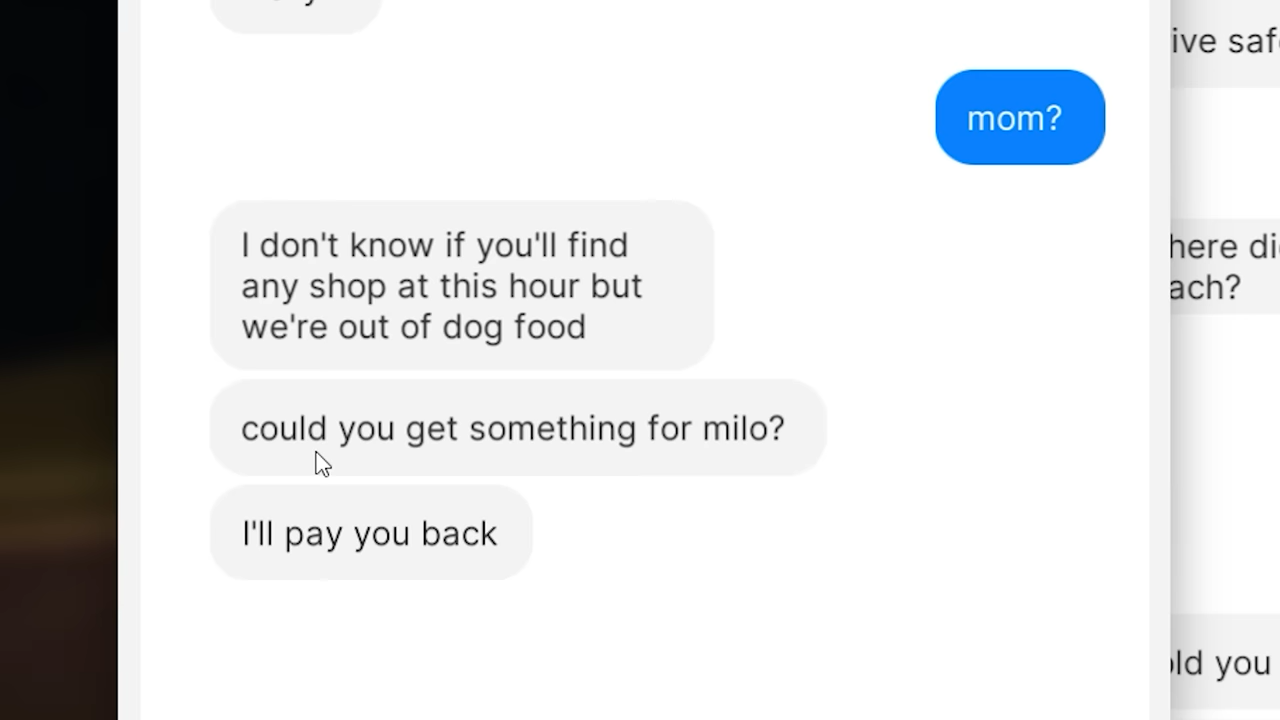 mom?
I don't know if you'll find
any shop at this hour but
we're out of dog food
could you get something for milo?
I'll pay you back
you